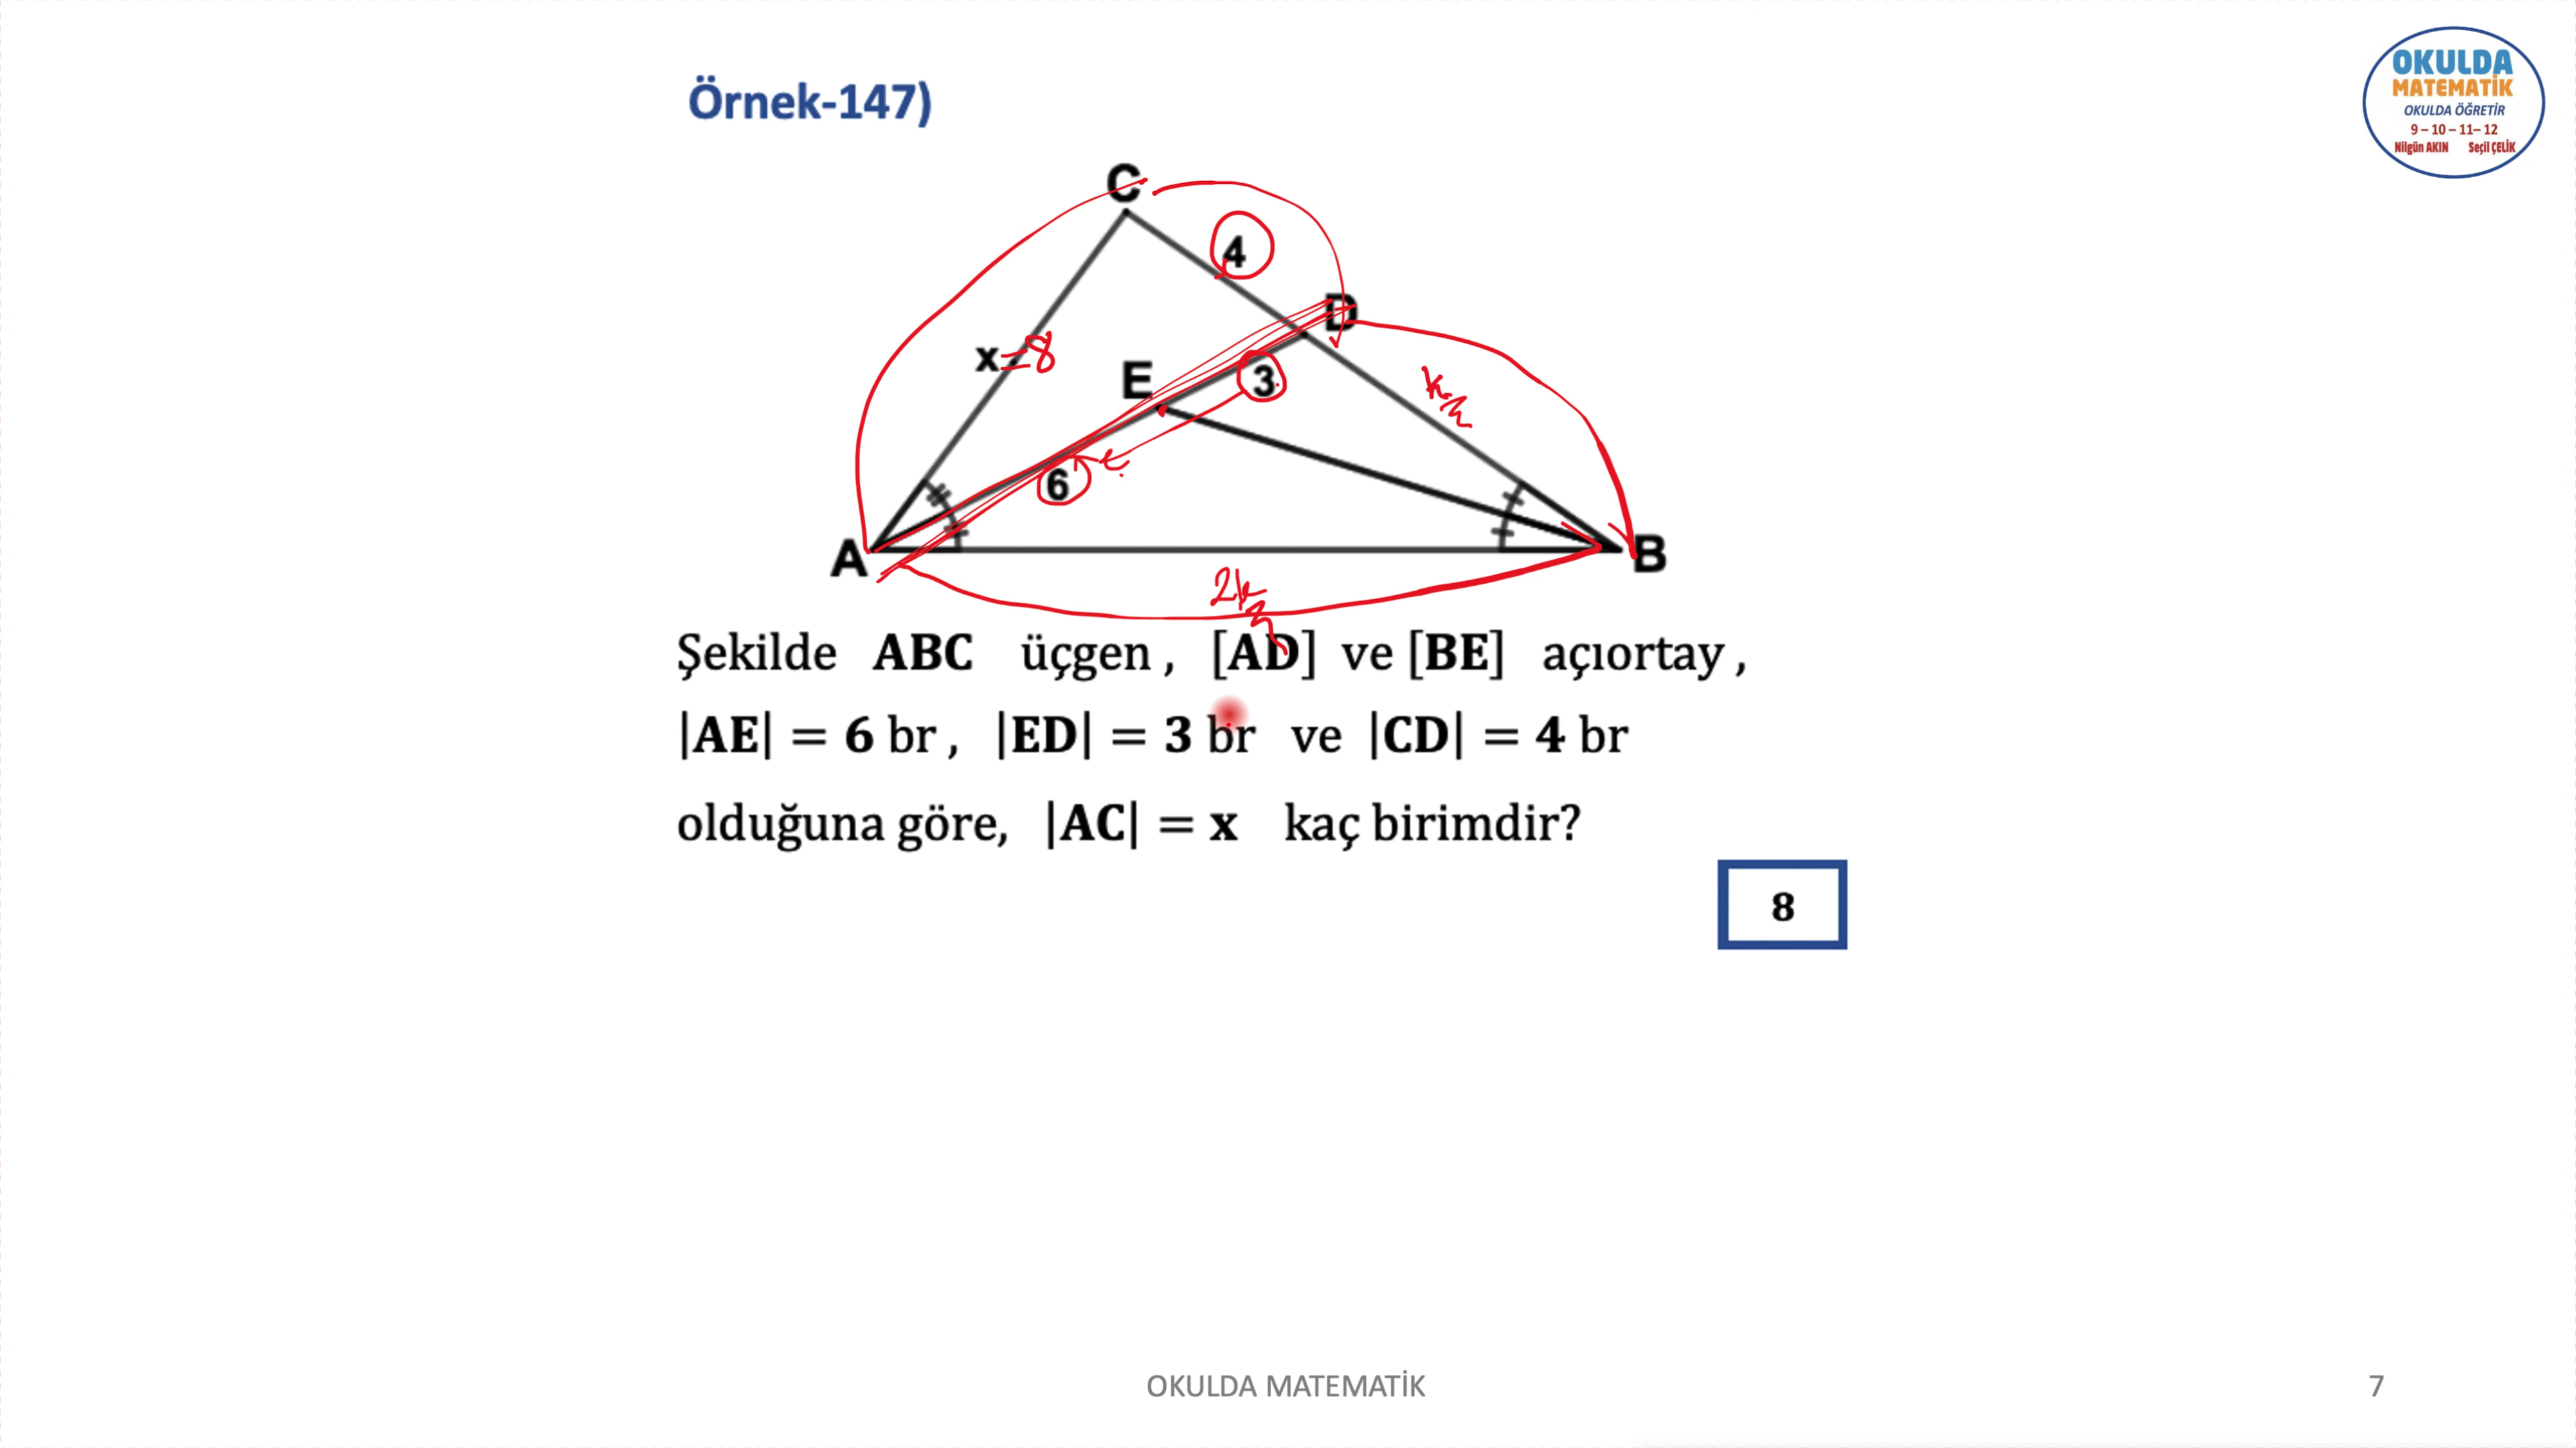 Örnek-147)
OKULDA
MATEMATİK
OKULDA ÖĞRETİR
9 – 10 – 11– 12
Nilgün AKIN Seçil ÇELİK
C
4
D
x=8
E
3
k
6
A
B
2k
Şekilde ABC üçgen , [AD] ve [BE] açıortay ,
|AE| = 6 br , |ED| = 3 br ve |CD| = 4 br
olduğuna göre, |AC| = x kaç birimdir?
8
OKULDA MATEMATİK
7